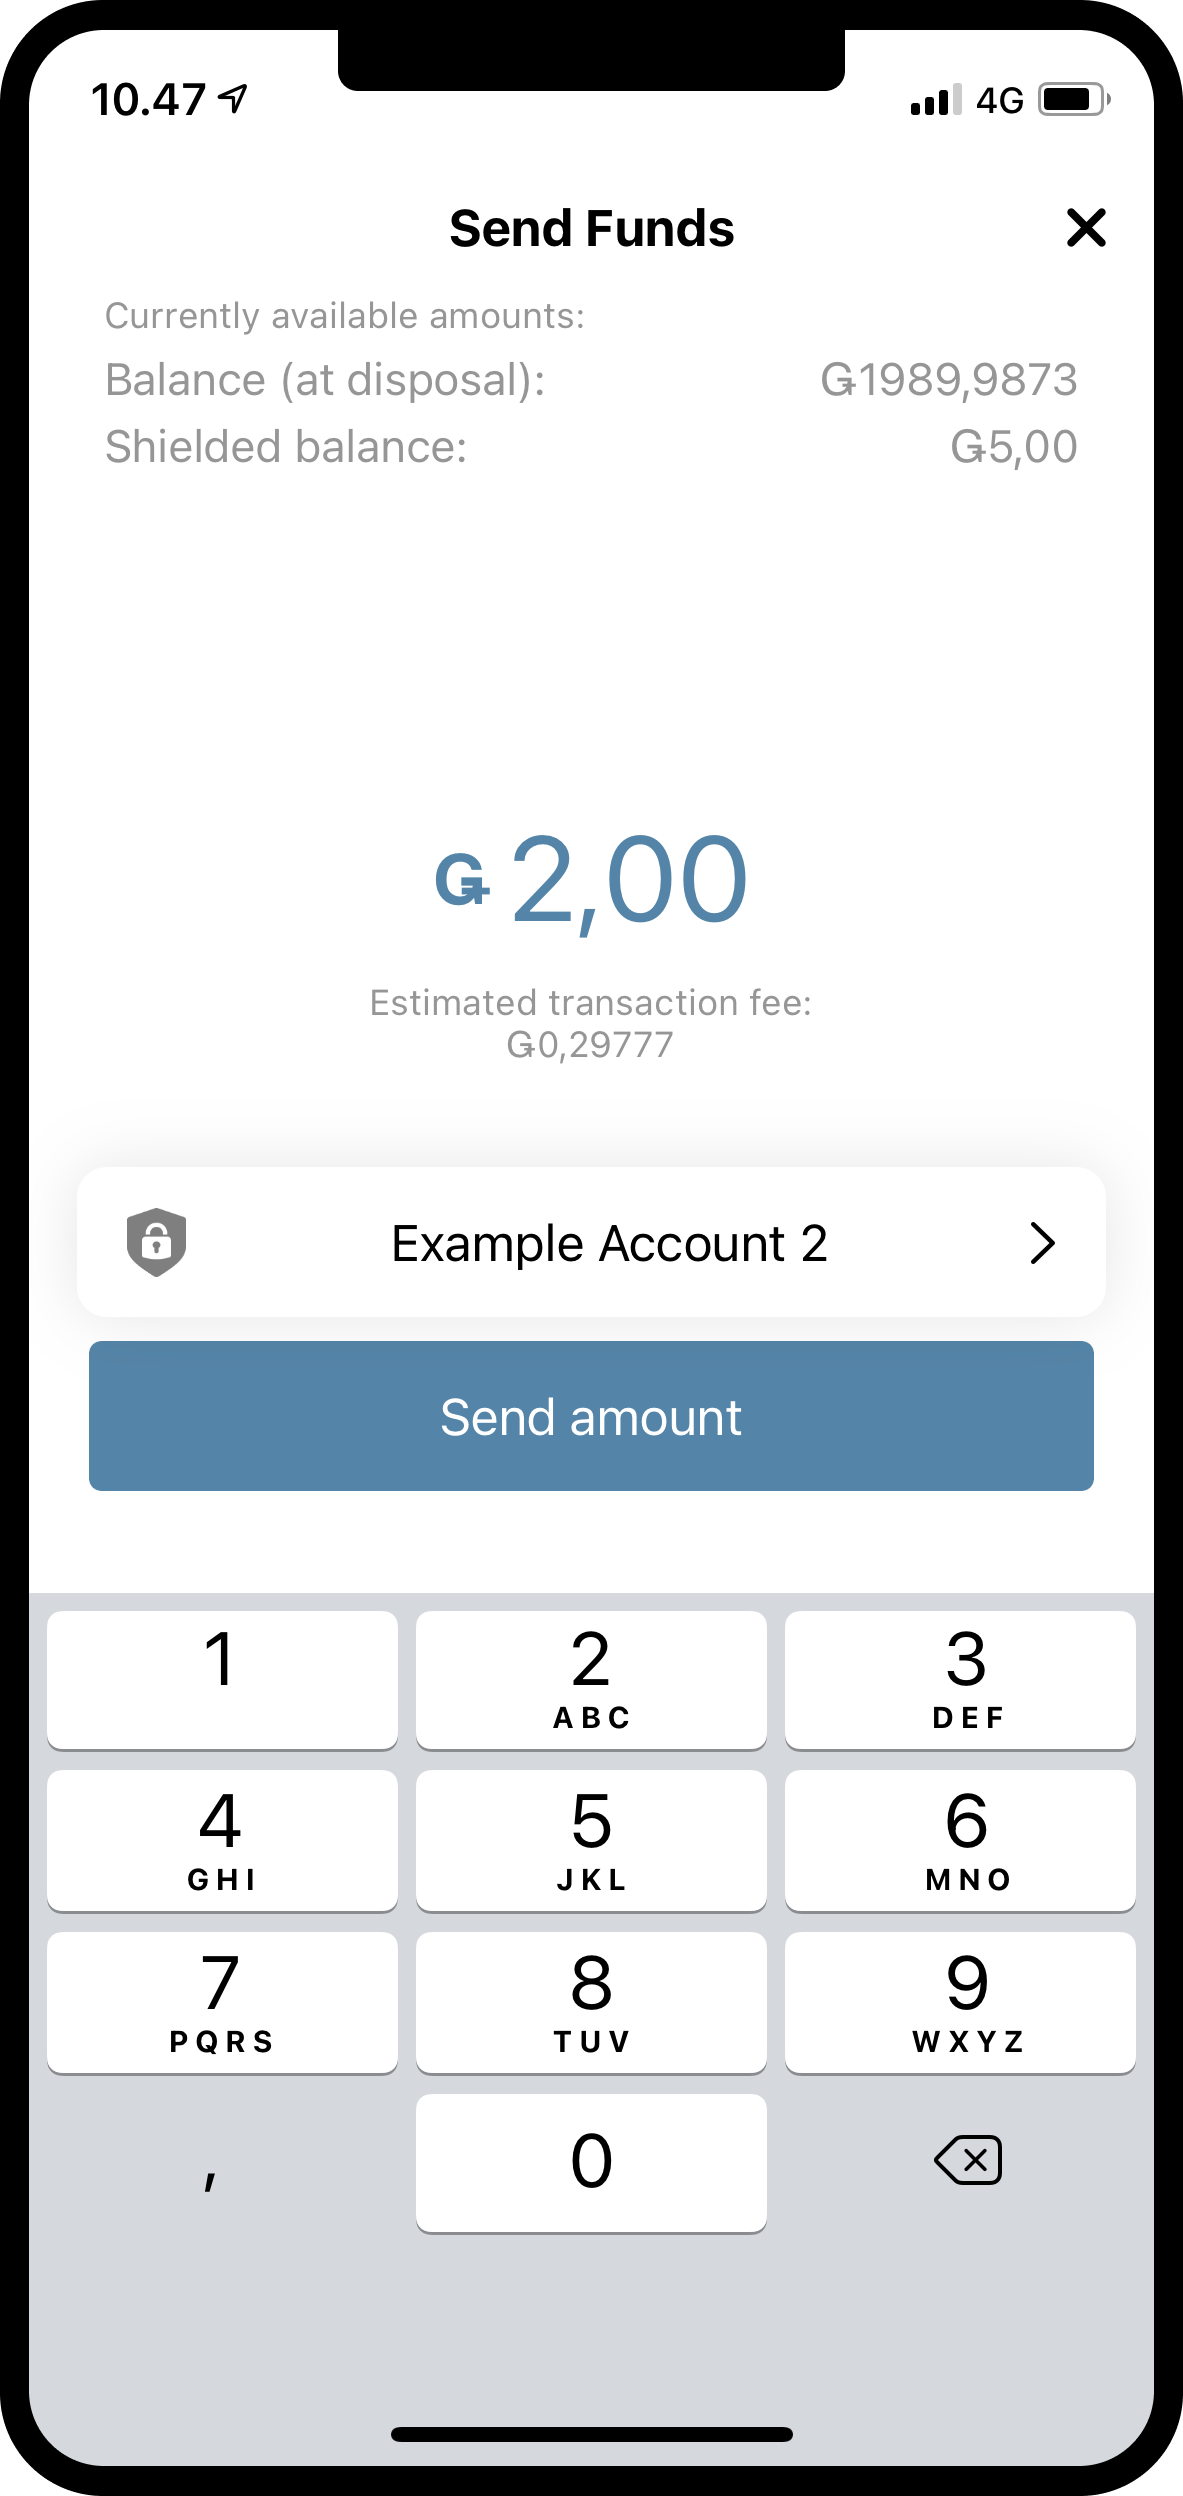 10.47
4G
Send Funds
Currently available amounts:
Balance (at disposal): Ǥ1989,9873
Shielded balance: Ǥ5,00
Ǥ 2,00
Estimated transaction fee:
Ǥ0,29777
Example Account 2
Send amount
1 2 3
ABC DEF
4 5 6
GHI JKL MNO
7 8 9
PQRS TUV WXYZ
, 0